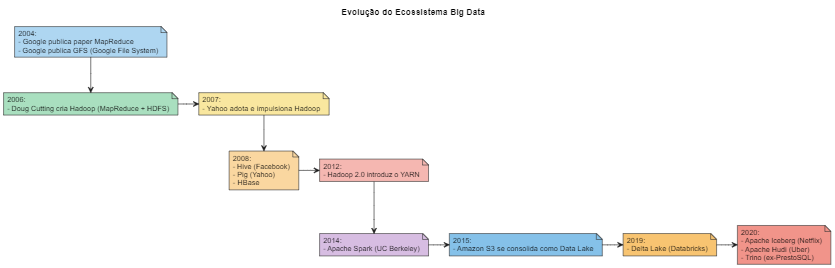 Evolução do Ecossistema Big Data
2004:
- Google publica paper MapReduce
- Google publica GFS (Google File System)
2006:
- Doug Cutting cria Hadoop (MapReduce + HDFS)
2007:
- Yahoo adota e impulsiona Hadoop
2008:
- Hive (Facebook)
- Pig (Yahoo)
- HBase
2012:
- Hadoop 2.0 introduz o YARN
2014:
- Apache Spark (UC Berkeley)
2015:
- Amazon S3 se consolida como Data Lake
2019:
- Delta Lake (Databricks)
2020:
- Apache Iceberg (Netflix)
- Apache Hudi (Uber)
- Trino (ex-PrestoSQL)